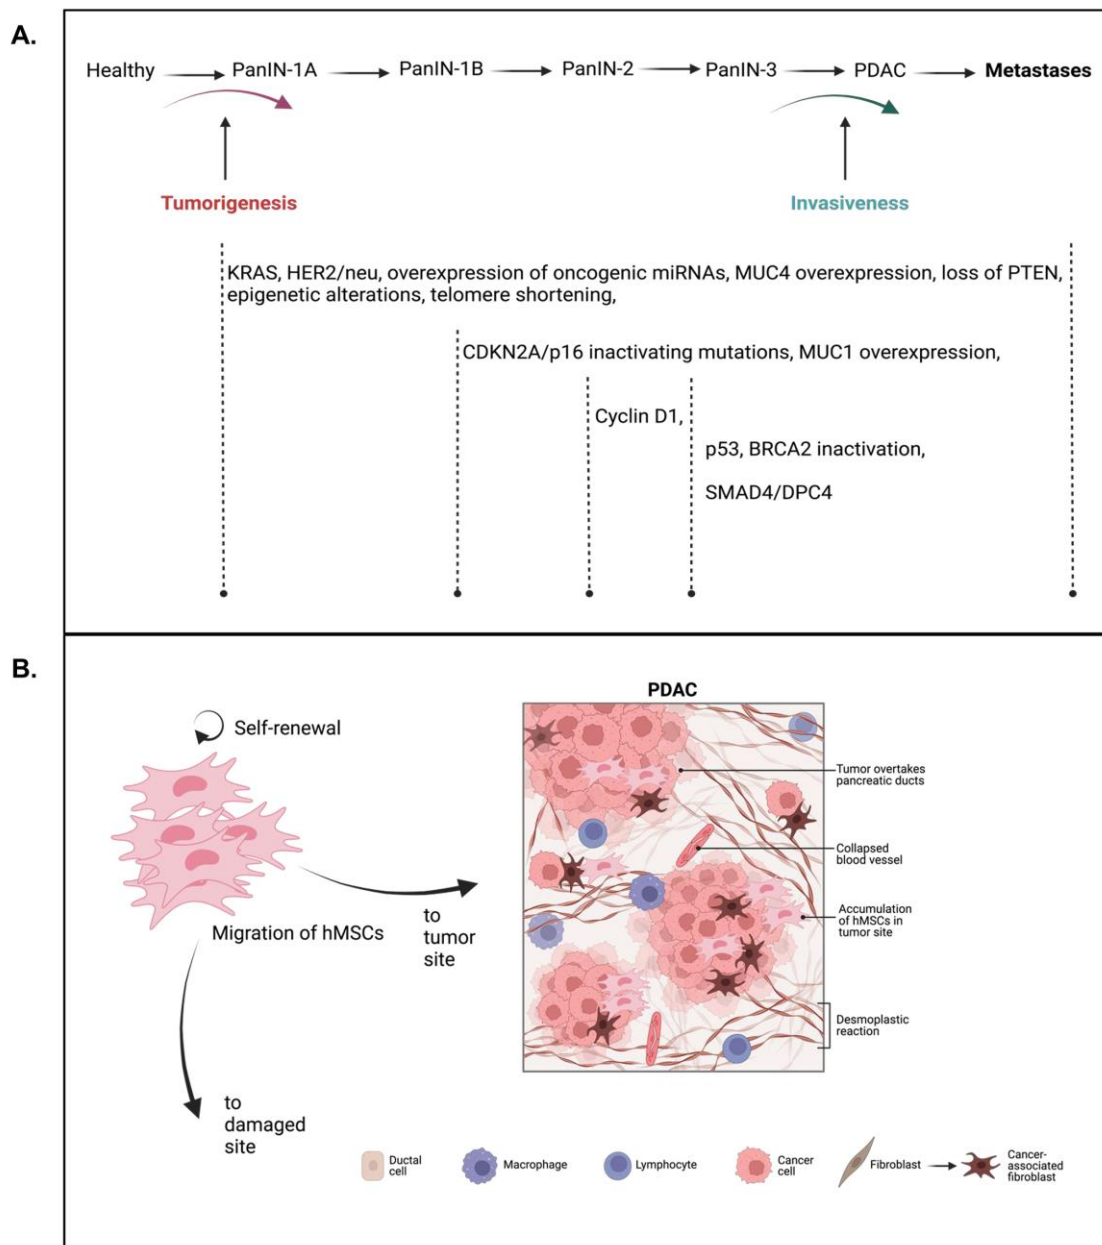 A.
Healthy PanIN-1A PanIN-1B PanIN-2 PanIN-3 PDAC Metastases
Tumorigenesis Invasiveness
KRAS, HER2/neu, overexpression of oncogenic miRNAs, MUC4 overexpression, loss of PTEN,
epigenetic alterations, telomere shortening,
CDKN2A/p16 inactivating mutations, MUC1 overexpression,
Cyclin D1,
p53, BRCA2 inactivation,
SMAD4/DPC4
B.
Self-renewal
Migration of hMSCs
to
tumor
site
to
damaged
site
PDAC
Tumor overtakes
pancreatic ducts
Collapsed
blood vessel
Accumulation
of hMSCs in
tumor site
Desmoplastic
reaction
Ductal
cell
Macrophage
Lymphocyte
Cancer
cell
Fibroblast
Cancer-
associated
fibroblast